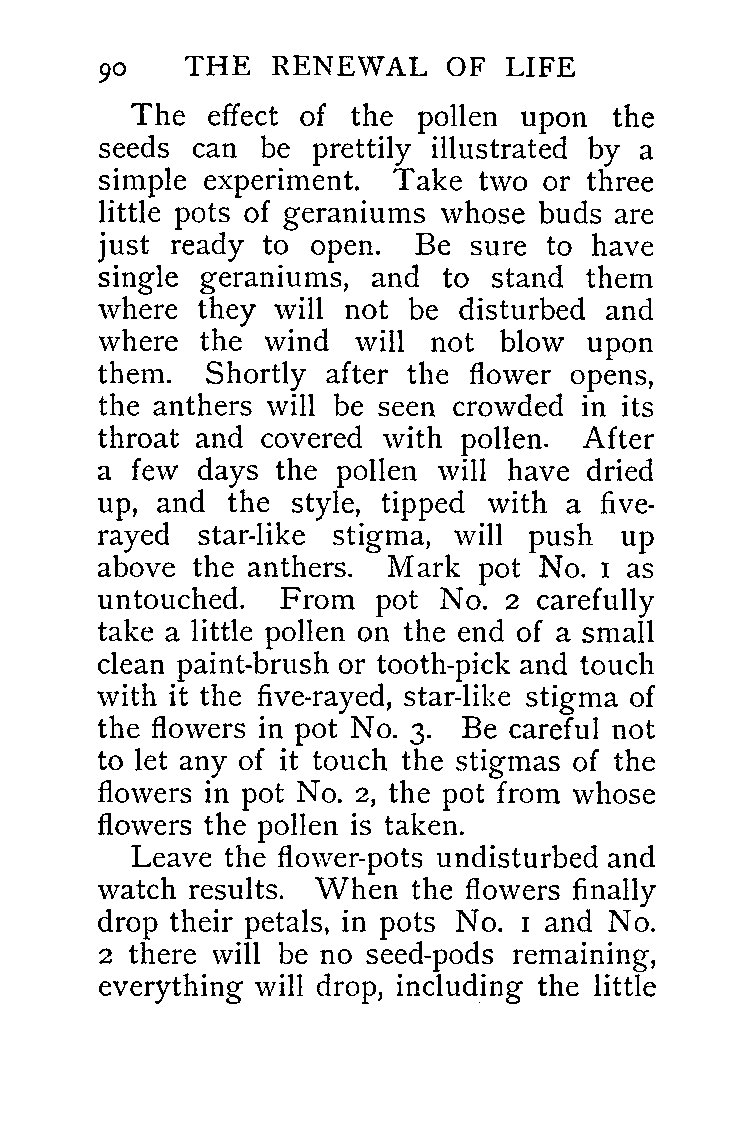 90 THE RENEWAL OF LIFE
The effect of the pollen upon the
seeds can be prettily illustrated by a
simple experiment. Take two or three
little pots of geraniums whose buds are
just ready to open. Be sure to have
single geraniums, and to stand them
where they will not be disturbed and
where the wind will not blow upon
them. Shortly after the flower opens,
the anthers will be seen crowded in its
throat and covered with pollen. After
a few days the pollen will have dried
up, and the style, tipped with a five-
rayed star-like stigma, will push up
above the anthers. Mark pot No. 1 as
untouched. From pot No. 2 carefully
take a little pollen on the end of a small
clean paint-brush or tooth-pick and touch
with it the five-rayed, star-like stigma of
the flowers in pot No. 3. Be careful not
to let any of it touch the stigmas of the
flowers in pot No. 2, the pot from whose
flowers the pollen is taken.
Leave the flower-pots undisturbed and
watch results. When the flowers finally
drop their petals, in pots No. 1 and No.
2 there will be no seed-pods remaining,
everything will drop, including the little